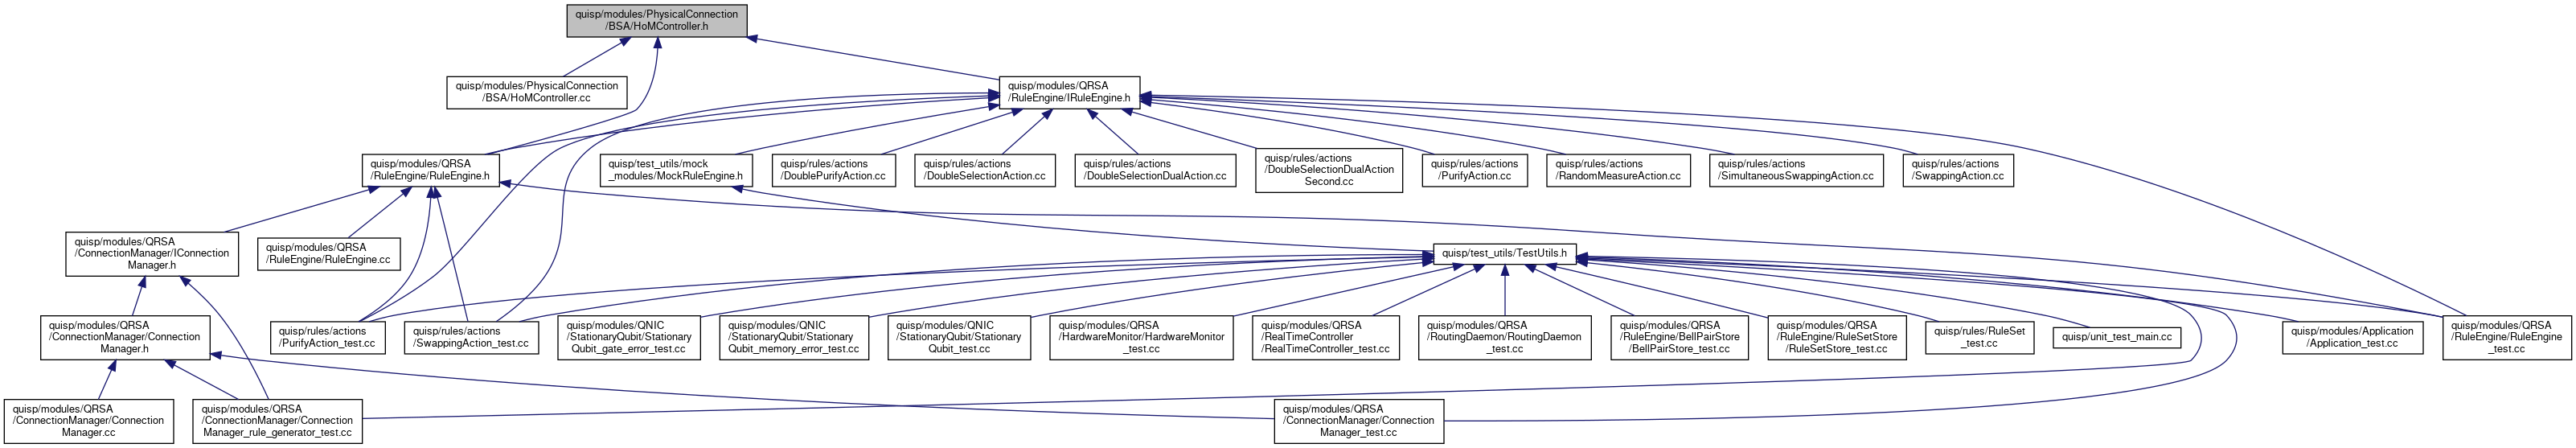 quisp/modules/PhysicalConnection
/BSA/HoMController.h
quisp/modules/PhysicalConnection
/BSA/HoMController.cc
quisp/modules/QRSA
/RuleEngine/IRuleEngine.h
quisp/modules/QRSA
/RuleEngine/RuleEngine.h
quisp/test_utils/mock
_modules/MockRuleEngine.h
quisp/rules/actions
/DoublePurifyAction.cc
quisp/rules/actions
/DoubleSelectionAction.cc
quisp/rules/actions
/DoubleSelectionDualAction.cc
quisp/rules/actions
/DoubleSelectionDualAction
Second.cc
quisp/rules/actions
/PurifyAction.cc
quisp/rules/actions
/RandomMeasureAction.cc
quisp/rules/actions
/SimultaneousSwappingAction.cc
quisp/rules/actions
/SwappingAction.cc
quisp/modules/QRSA
/ConnectionManager/IConnection
Manager.h
quisp/modules/QRSA
/RuleEngine/RuleEngine.cc
quisp/test_utils/TestUtils.h
quisp/modules/QRSA
/ConnectionManager/Connection
Manager.h
quisp/rules/actions
/PurifyAction_test.cc
quisp/rules/actions
/SwappingAction_test.cc
quisp/modules/QNIC
/StationaryQubit/Stationary
Qubit_gate_error_test.cc
quisp/modules/QNIC
/StationaryQubit/Stationary
Qubit_memory_error_test.cc
quisp/modules/QNIC
/StationaryQubit/Stationary
Qubit_test.cc
quisp/modules/QRSA
/HardwareMonitor/HardwareMonitor
_test.cc
quisp/modules/QRSA
/RealTimeController
/RealTimeController_test.cc
quisp/modules/QRSA
/RoutingDaemon/RoutingDaemon
_test.cc
quisp/modules/QRSA
/RuleEngine/BellPairStore
/BellPairStore_test.cc
quisp/modules/QRSA
/RuleEngine/RuleSetStore
/RuleSetStore_test.cc
quisp/rules/RuleSet
_test.cc
quisp/unit_test_main.cc
quisp/modules/Application
/Application_test.cc
quisp/modules/QRSA
/RuleEngine/RuleEngine
_test.cc
quisp/modules/QRSA
/ConnectionManager/Connection
Manager.cc
quisp/modules/QRSA
/ConnectionManager/Connection
Manager_rule_generator_test.cc
quisp/modules/QRSA
/ConnectionManager/Connection
Manager_test.cc